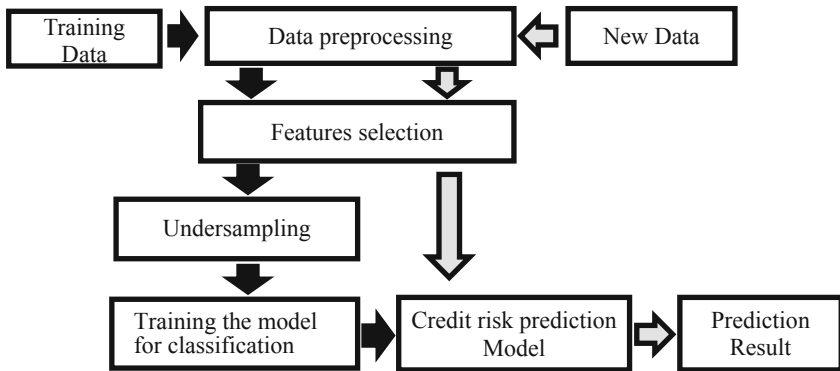 Training
Data
Data preprocessing
New Data
Features selection
Undersampling
Training the model
for classification
Credit risk prediction
Model
Prediction
Result